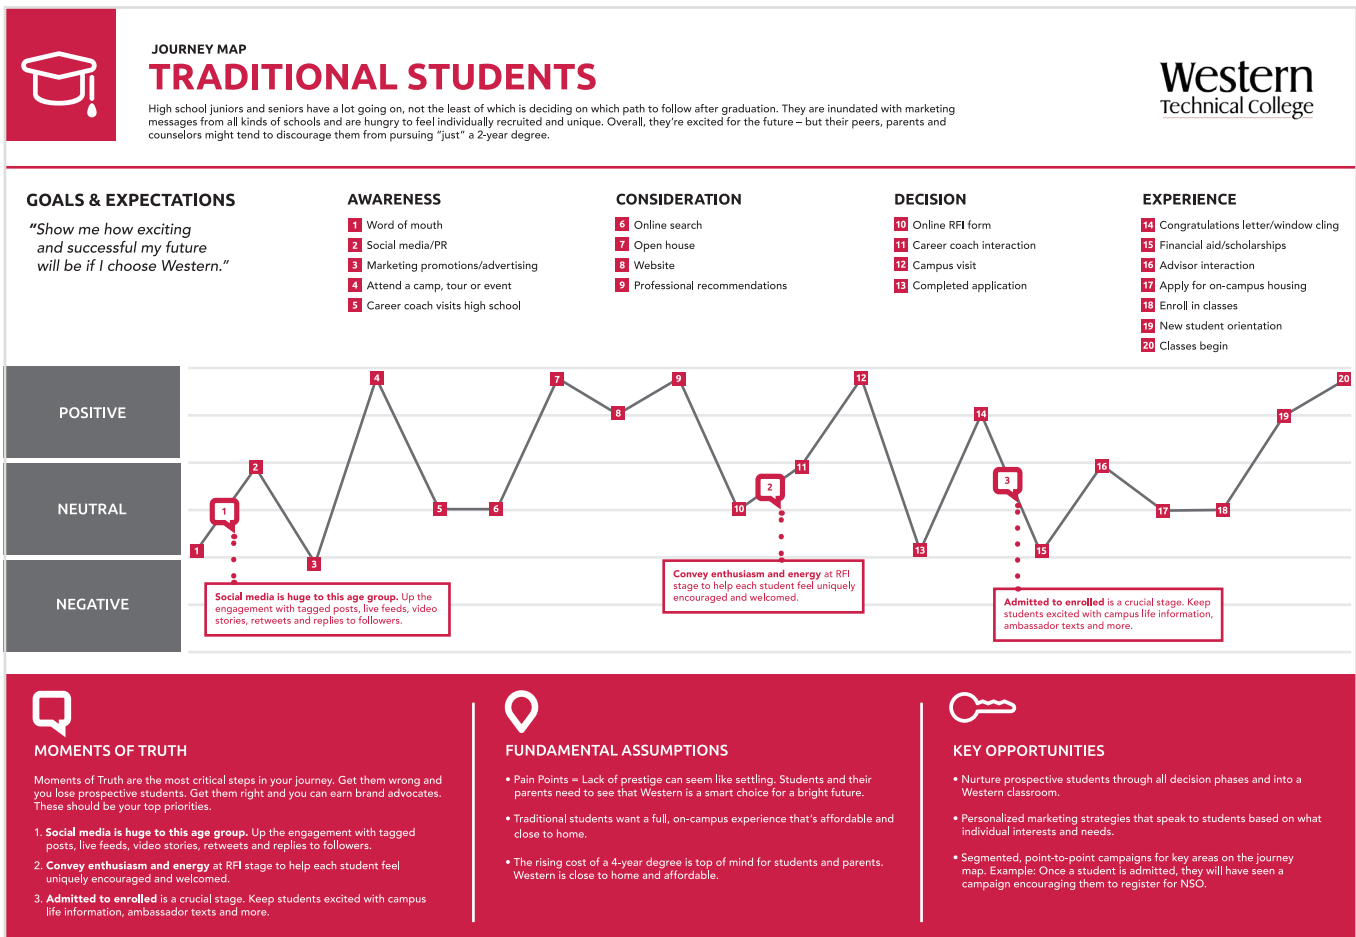 JOURNEY MAP
TRADITIONAL STUDENTS
High school juniors and seniors have a lot going on, not the least of which is deciding on which path to follow after graduation. They are inundated with marketing
messages from all kinds of schools and are hungry to feel individually recruited and unique. Overall, they're excited for the future – but their peers, parents and
counselors might tend to discourage them from pursuing "just" a 2-year degree.
Western
Technical College
GOALS & EXPECTATIONS
"Show me how exciting
and successful my future
will be if I choose Western."
AWARENESS
1 Word of mouth
2 Social media/PR
3 Marketing promotions/advertising
4 Attend a camp, tour or event
5 Career coach visits high school
CONSIDERATION
6 Online search
7 Open house
8 Website
9 Professional recommendations
DECISION
10 Online RFI form
11 Career coach interaction
12 Campus visit
13 Completed application
EXPERIENCE
14 Congratulations letter/window cling
15 Financial aid/scholarships
16 Advisor interaction
17 Apply for on-campus housing
18 Enroll in classes
19 New student orientation
20 Classes begin
POSITIVE
NEUTRAL
NEGATIVE
1
1
2
3
4
5
6
7
8
9
10
2
11
12
13
14
3
15
16
17
18
19
20
Social media is huge to this age group. Up the
engagement with tagged posts, live feeds, video
stories, retweets and replies to followers.
Convey enthusiasm and energy at RFI
stage to help each student feel uniquely
encouraged and welcomed.
Admitted to enrolled is a crucial stage. Keep
students excited with campus life information,
ambassador texts and more.
MOMENTS OF TRUTH
Moments of Truth are the most critical steps in your journey. Get them wrong and
you lose prospective students. Get them right and you can earn brand advocates.
These should be your top priorities.
1. Social media is huge to this age group. Up the engagement with tagged
posts, live feeds, video stories, retweets and replies to followers.
2. Convey enthusiasm and energy at RFI stage to help each student feel
uniquely encouraged and welcomed.
3. Admitted to enrolled is a crucial stage. Keep students excited with campus
life information, ambassador texts and more.
FUNDAMENTAL ASSUMPTIONS
• Pain Points = Lack of prestige can seem like settling. Students and their
parents need to see that Western is a smart choice for a bright future.
• Traditional students want a full, on-campus experience that's affordable and
close to home.
• The rising cost of a 4-year degree is top of mind for students and parents.
Western is close to home and affordable.
KEY OPPORTUNITIES
• Nurture prospective students through all decision phases and into a
Western classroom.
• Personalized marketing strategies that speak to students based on what
individual interests and needs.
• Segmented, point-to-point campaigns for key areas on the journey
map. Example: Once a student is admitted, they will have seen a
campaign encouraging them to register for NSO.